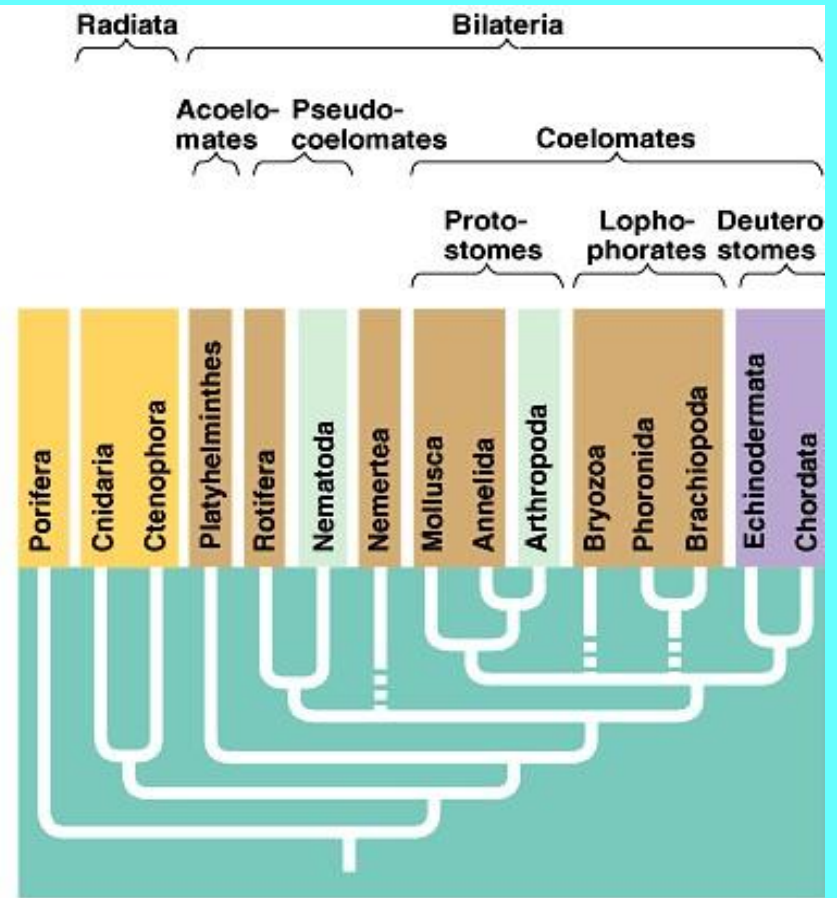 Radiata
Bilateria
Acoelo-
mates
Pseudo-
coelomates
Coelomates
Proto-
stomes
Lopho-
phorates
Deutero
stomes
Porifera
Cnidaria
Ctenophora
Platyhelminthes
Rotifera
Nematoda
Nemertea
Mollusca
Annelida
Arthropoda
Bryozoa
Phoronida
Brachiopoda
Echinodermata
Chordata